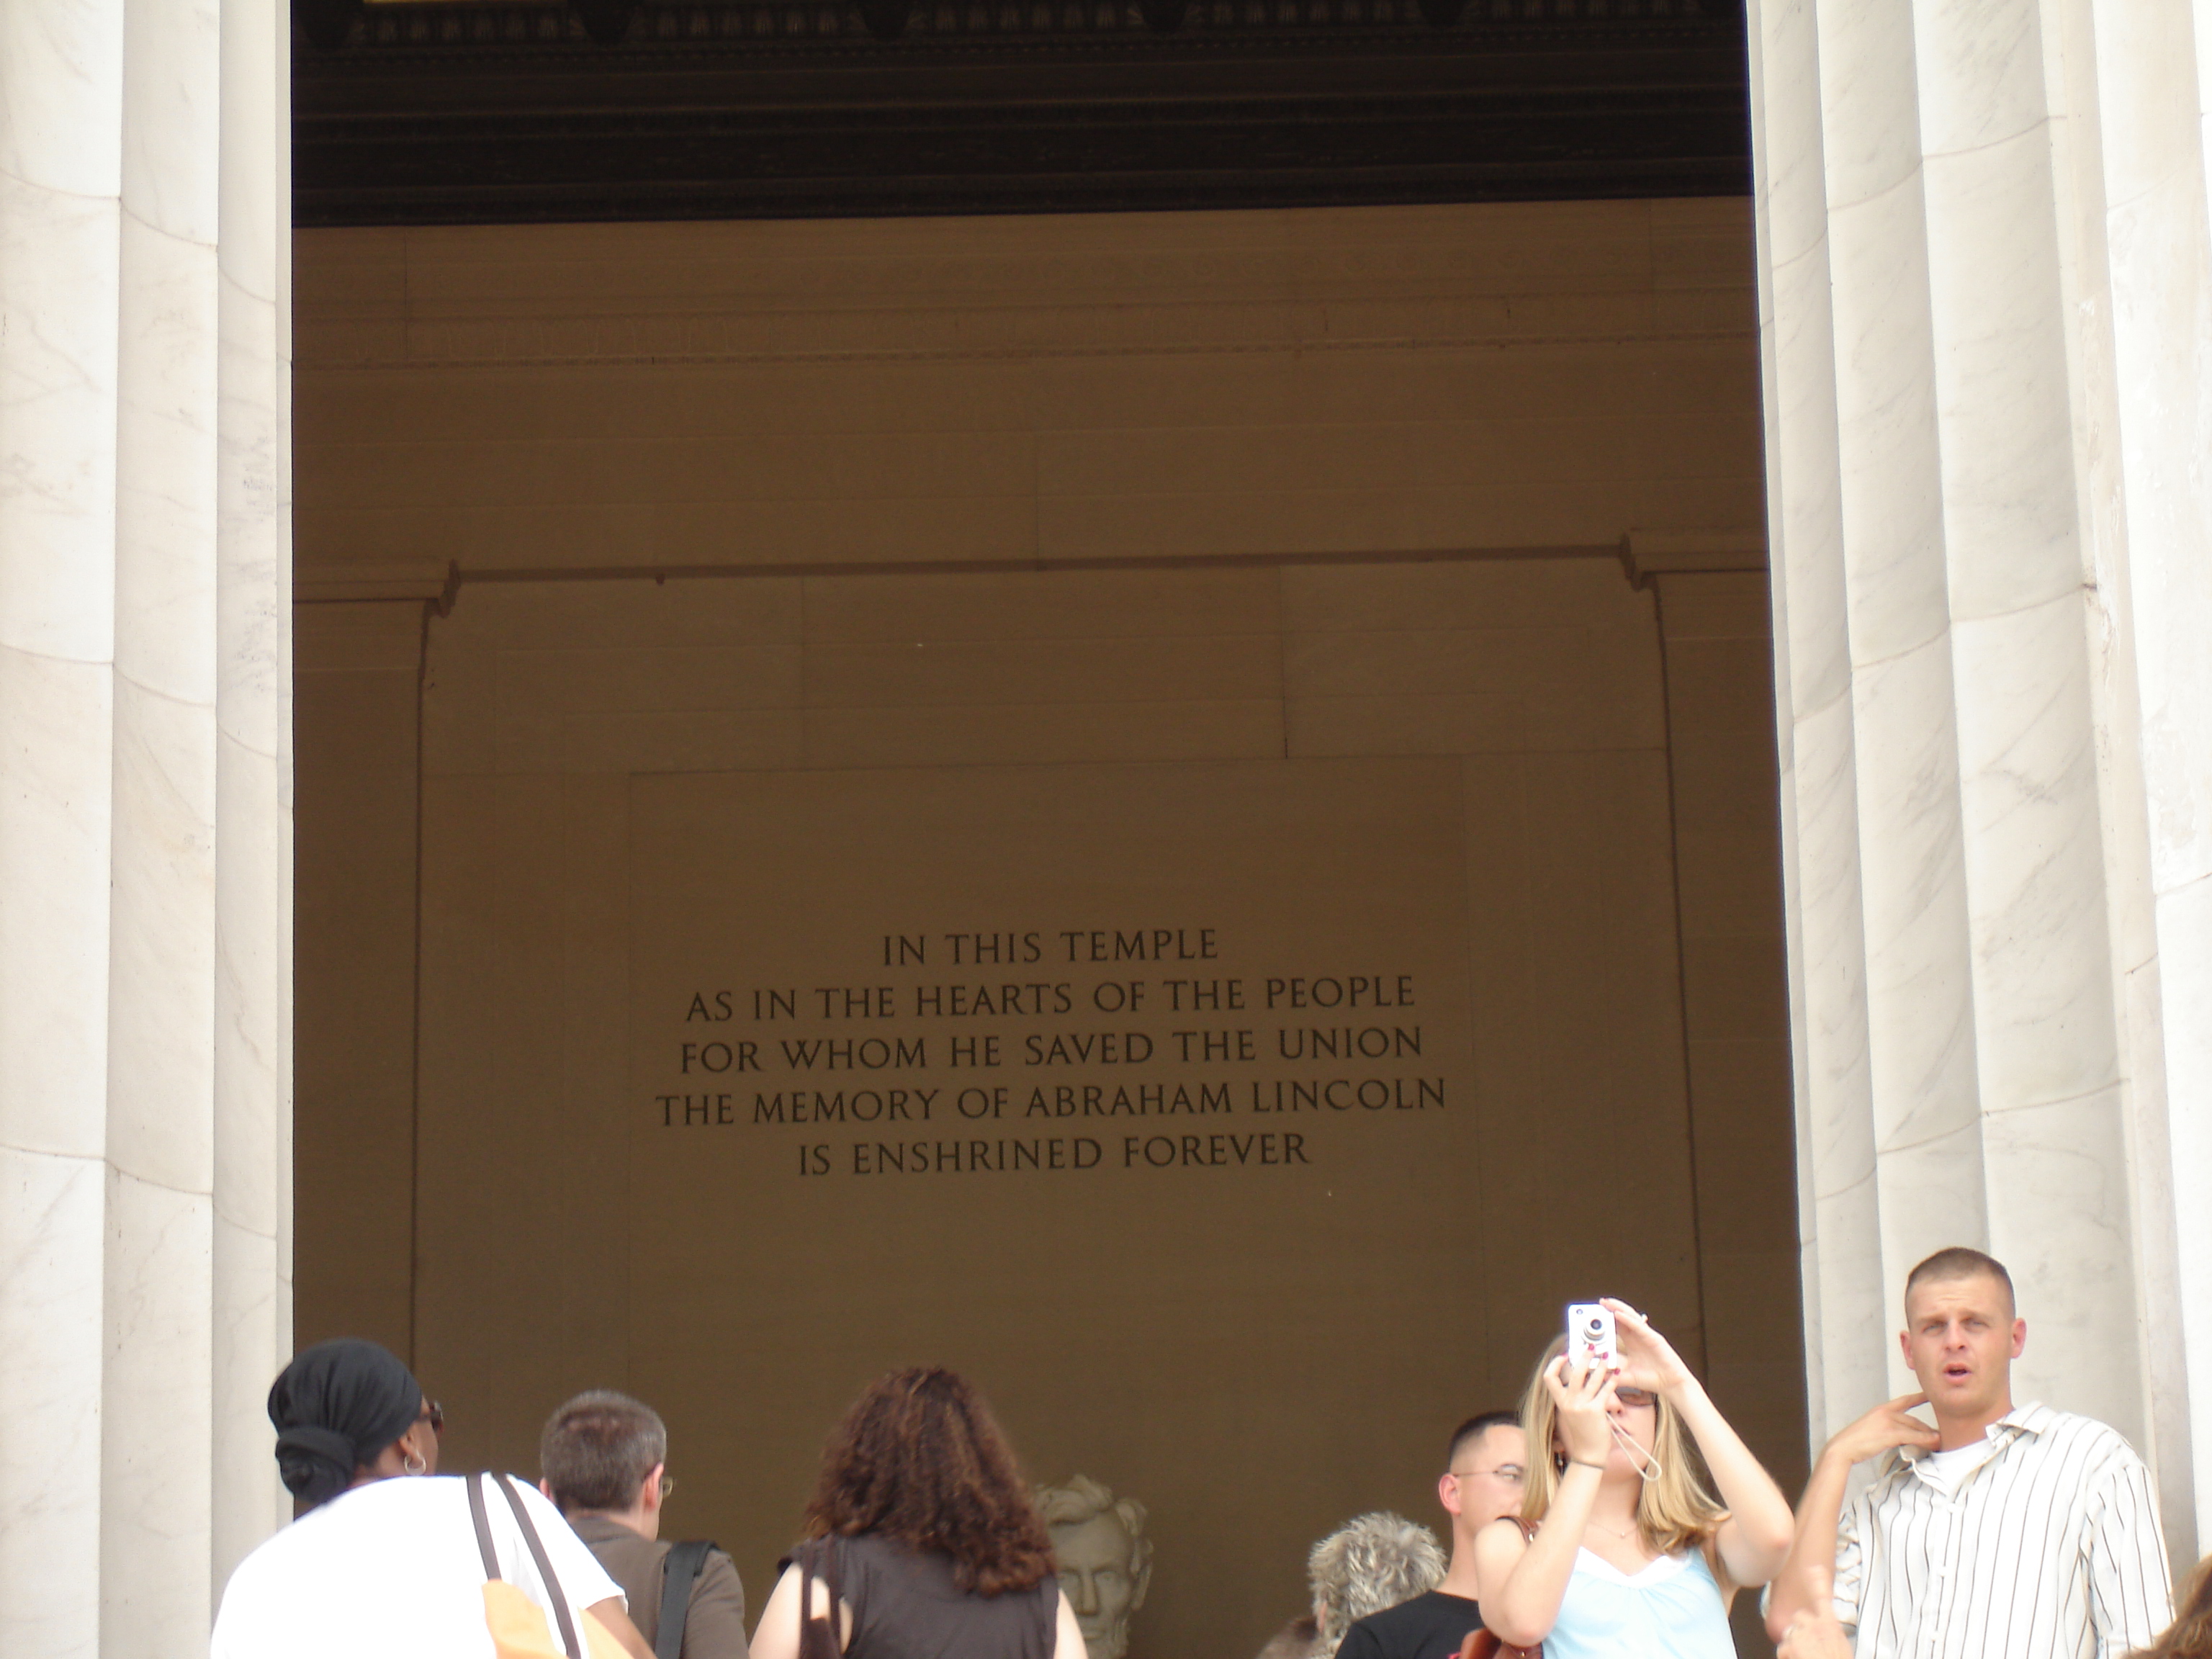 IN THIS TEMPLE
AS IN THE HEARTS OF THE PEOPLE
FOR WHOM HE SAVED THE UNION
THE MEMORY OF ABRAHAM LINCOLN
IS ENSHRINED FOREVER